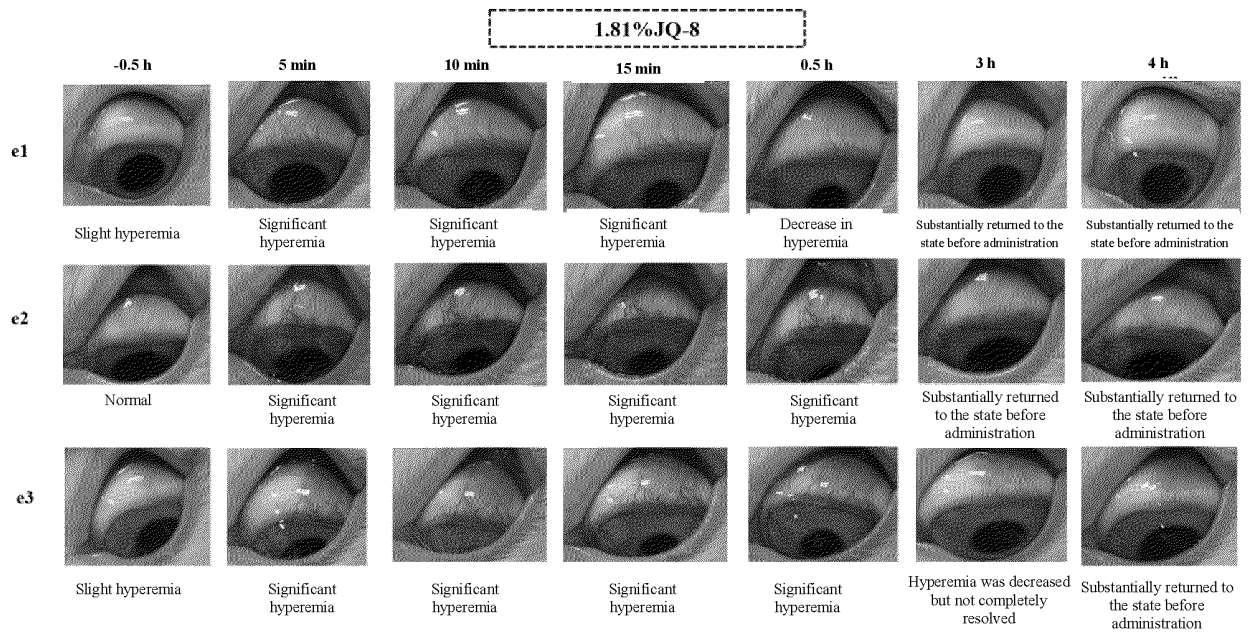 1.81%JQ-8
-0.5 h 5 min 10 min 15 min 0.5 h 3 h 4 h
e1
Slight hyperemia Significant Significant Significant Decrease in Substantially returned to the Substantially returned to the
hyperemia hyperemia hyperemia hyperemia state before administration state before administration
e2
Normal Significant Significant Significant Significant Substantially returned Substantially returned to
hyperemia hyperemia hyperemia hyperemia to the state before the state before
administration administration
e3
Slight hyperemia Significant Significant Significant Significant Hyperemia was decreased Substantially returned to
hyperemia hyperemia hyperemia hyperemia but not completely the state before
resolved administration